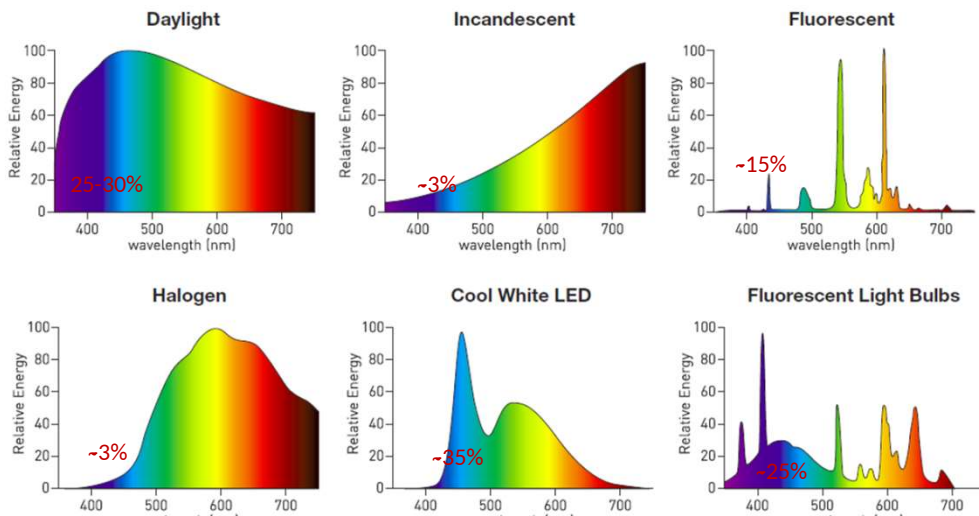 Daylight
Relative Energy
100
80
60
40
20
0
25-30%
400 500 600 700
wavelength (nm)
Incandescent
Relative Energy
100
80
60
40
20
0
~3%
400 500 600 700
wavelength (nm)
Fluorescent
Relative Energy
100
80
60
40
20
0
~15%
400 500 600 700
wavelength (nm)
Halogen
Relative Energy
100
80
60
40
20
0
~3%
400 500 600 700
Cool White LED
Relative Energy
100
80
60
40
20
0
~35%
400 500 600 700
Fluorescent Light Bulbs
Relative Energy
100
80
60
40
20
0
~25%
400 500 600 700